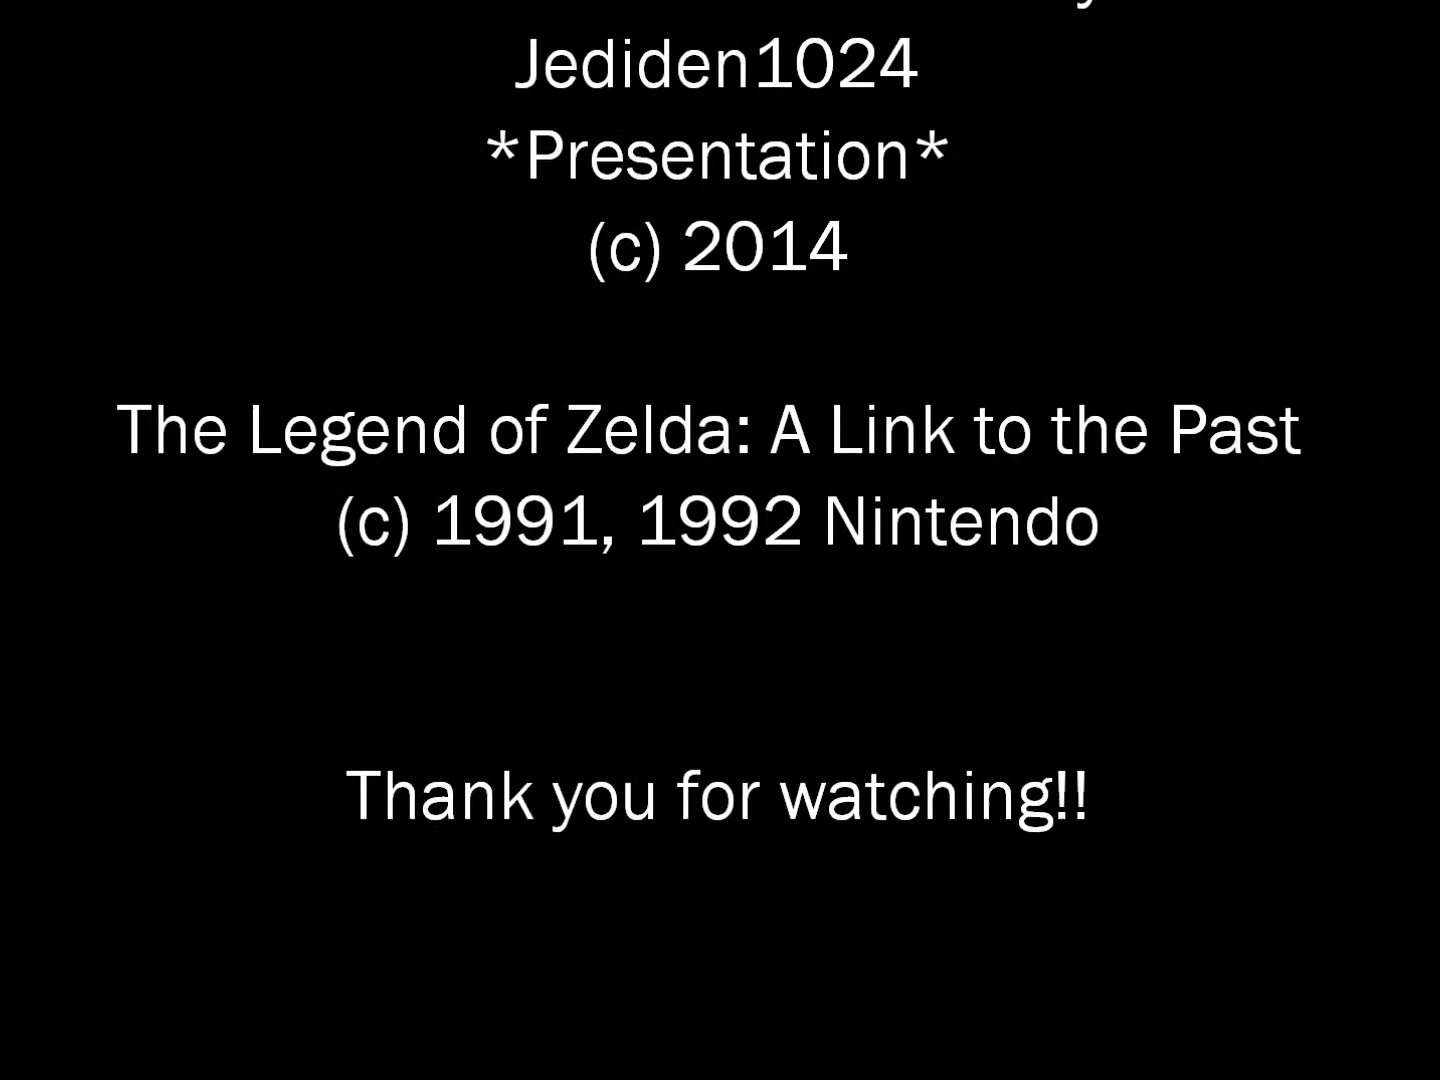 Jediden1024
*Presentation*
(c) 2014
The Legend of Zelda: A Link to the Past
(c) 1991, 1992 Nintendo
Thank you for watching!!